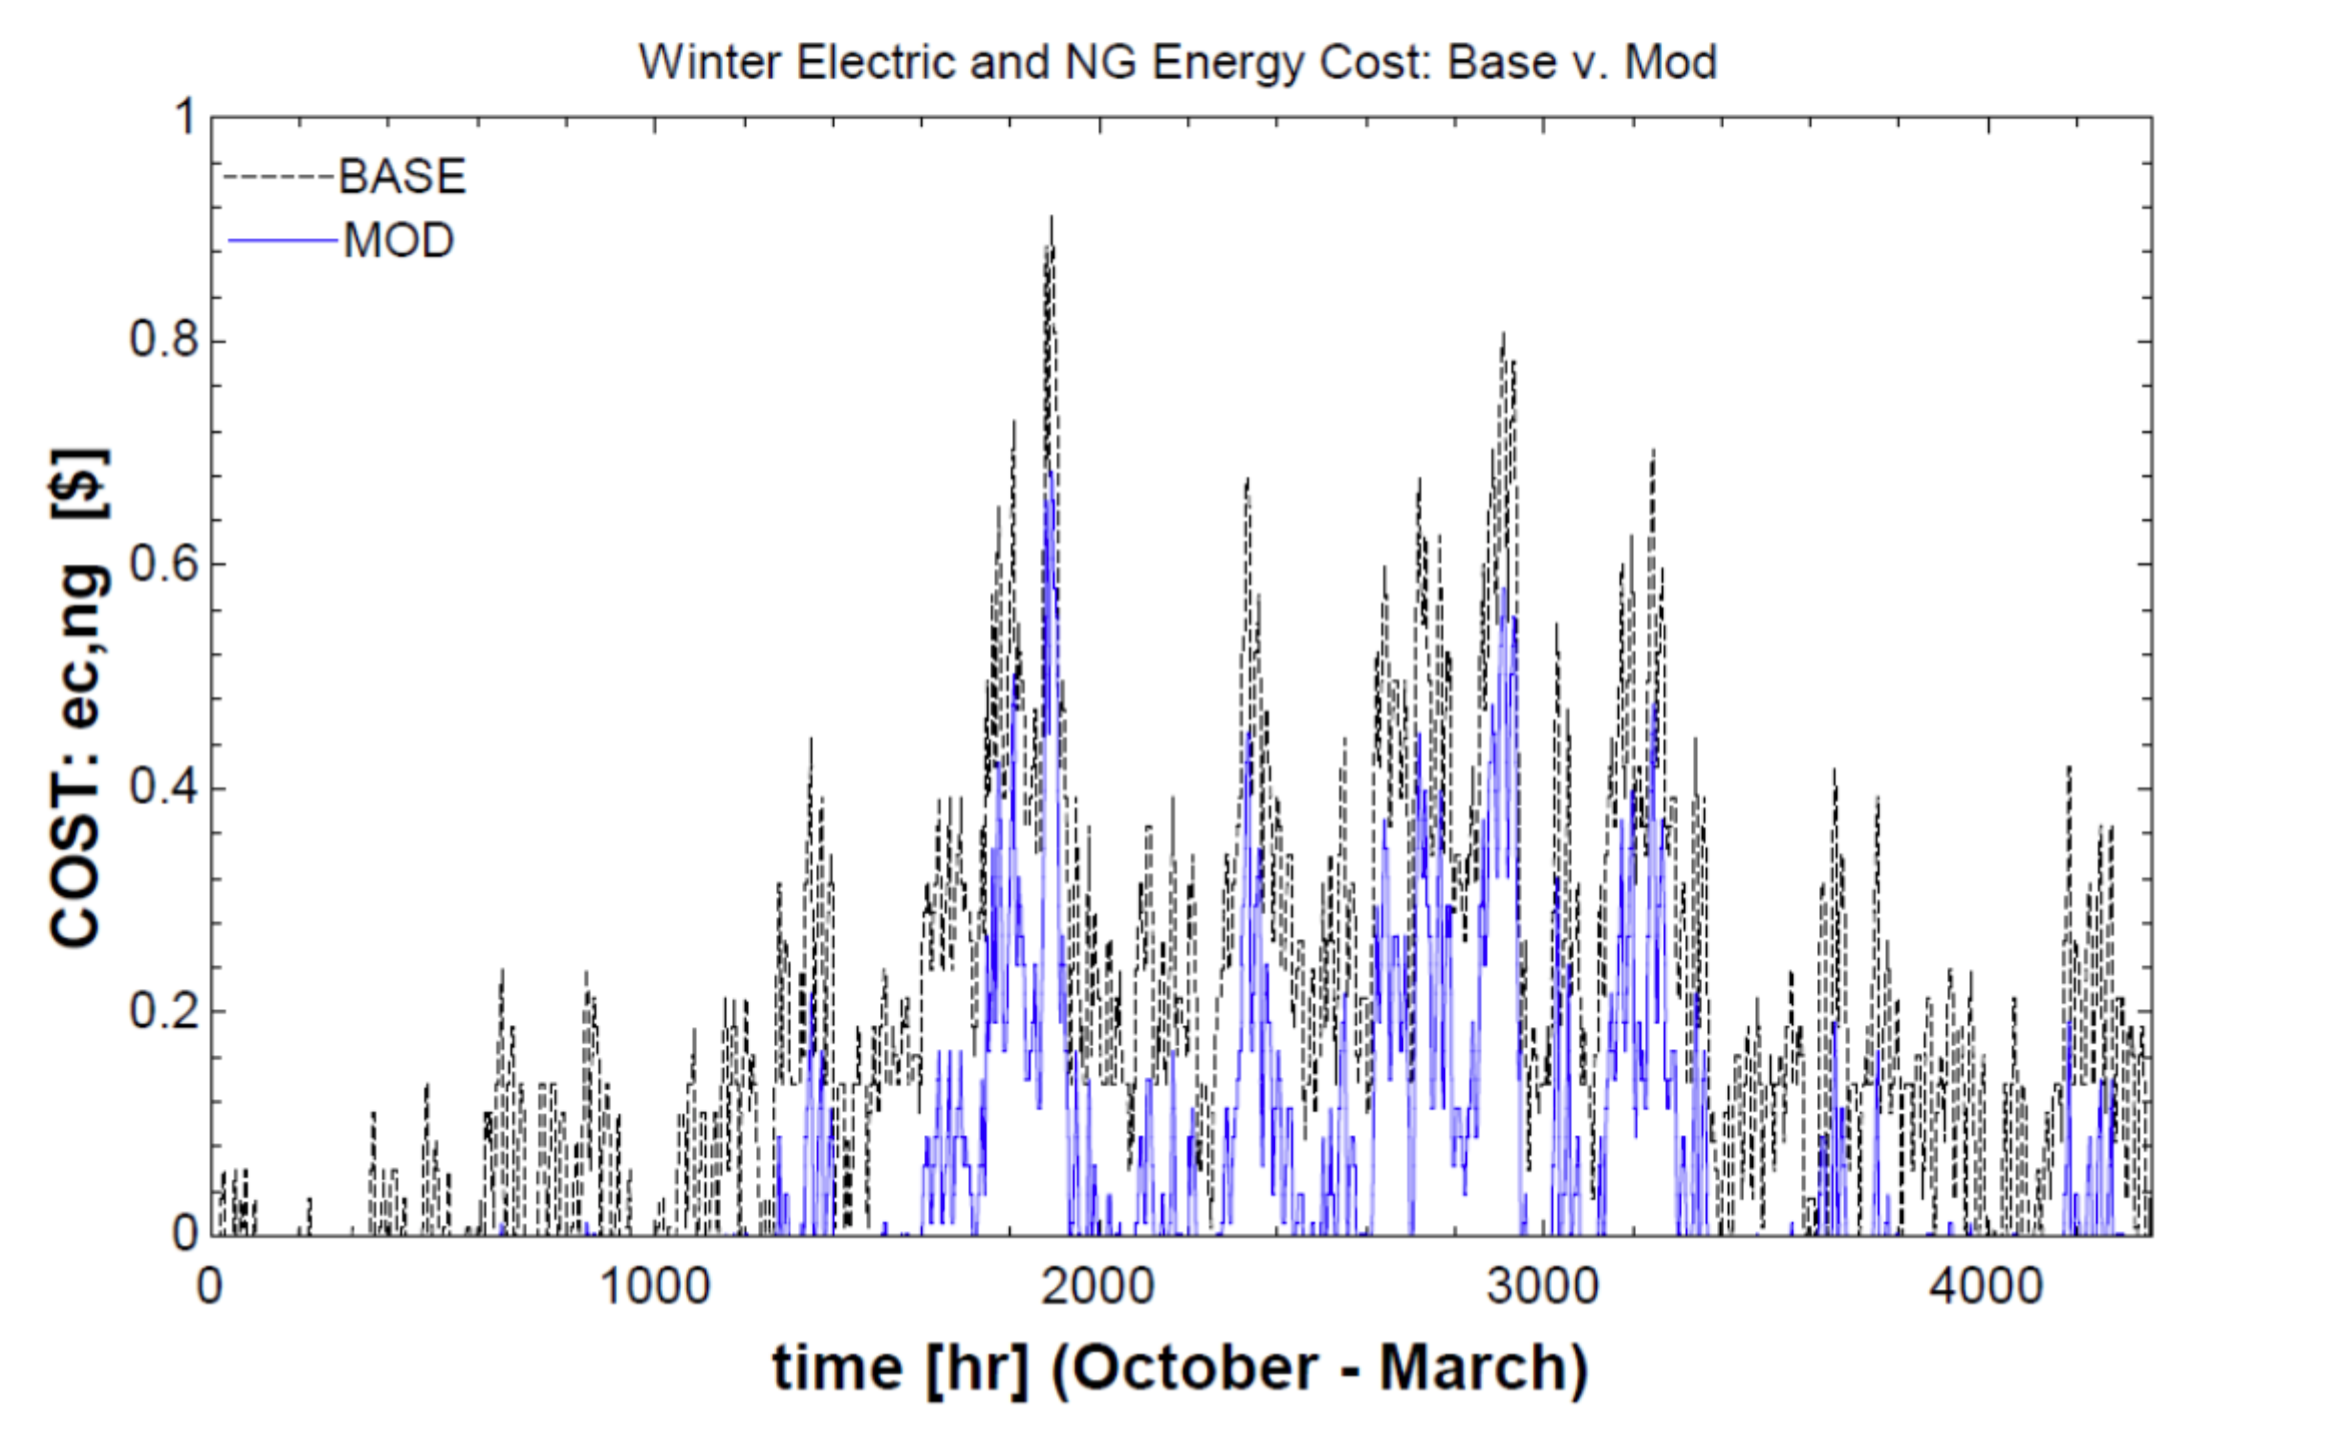 Winter Electric and NG Energy Cost: Base v. Mod
1
BASE
MOD
0.8
0.6
0.4
0.2
0
COST: ec,ng [$]
0 1000 2000 3000 4000
time [hr] (October - March)